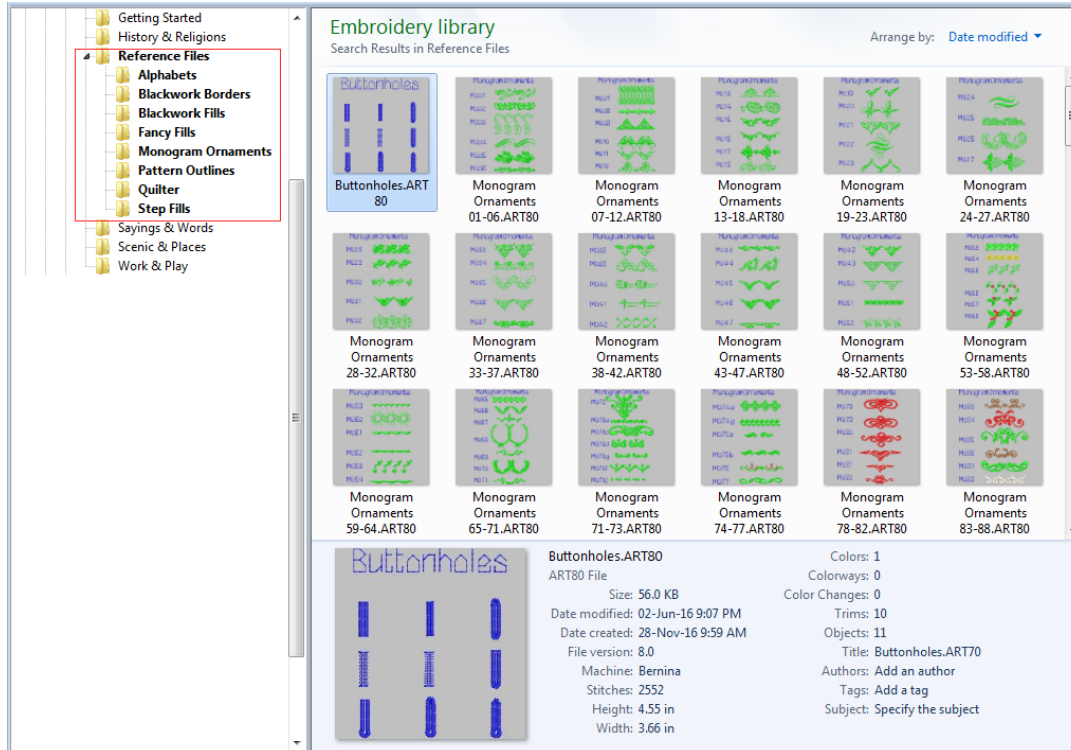 Getting Started
History & Religions
Reference Files
Alphabets
Blackwork Borders
Blackwork Fills
Fancy Fills
Monogram Ornaments
Pattern Outlines
Quilter
Step Fills
Sayings & Words
Scenic & Places
Work & Play
Embroidery library
Search Results in Reference Files
Arrange by: Date modified
Buttonholes
Buttonholes.ART
80
Monogram
Ornaments
01-06.ART80
Monogram
Ornaments
07-12.ART80
Monogram
Ornaments
13-18.ART80
Monogram
Ornaments
19-23.ART80
Monogram
Ornaments
24-27.ART80
Monogram
Ornaments
28-32.ART80
Monogram
Ornaments
33-37.ART80
Monogram
Ornaments
38-42.ART80
Monogram
Ornaments
43-47.ART80
Monogram
Ornaments
48-52.ART80
Monogram
Ornaments
53-58.ART80
Monogram
Ornaments
59-64.ART80
Monogram
Ornaments
65-71.ART80
Monogram
Ornaments
71-73.ART80
Monogram
Ornaments
74-77.ART80
Monogram
Ornaments
78-82.ART80
Monogram
Ornaments
83-88.ART80
Buttonholes
Buttonholes.ART80
ART80 File
Size: 56.0 KB
Date modified: 02-Jun-16 9:07 PM
Date created: 28-Nov-16 9:59 AM
File version: 8.0
Machine: Bernina
Stitches: 2552
Height: 4.55 in
Width: 3.66 in
Colors: 1
Colorways: 0
Color Changes: 0
Trims: 10
Objects: 11
Title: Buttonholes.ART70
Authors: Add an author
Tags: Add a tag
Subject: Specify the subject